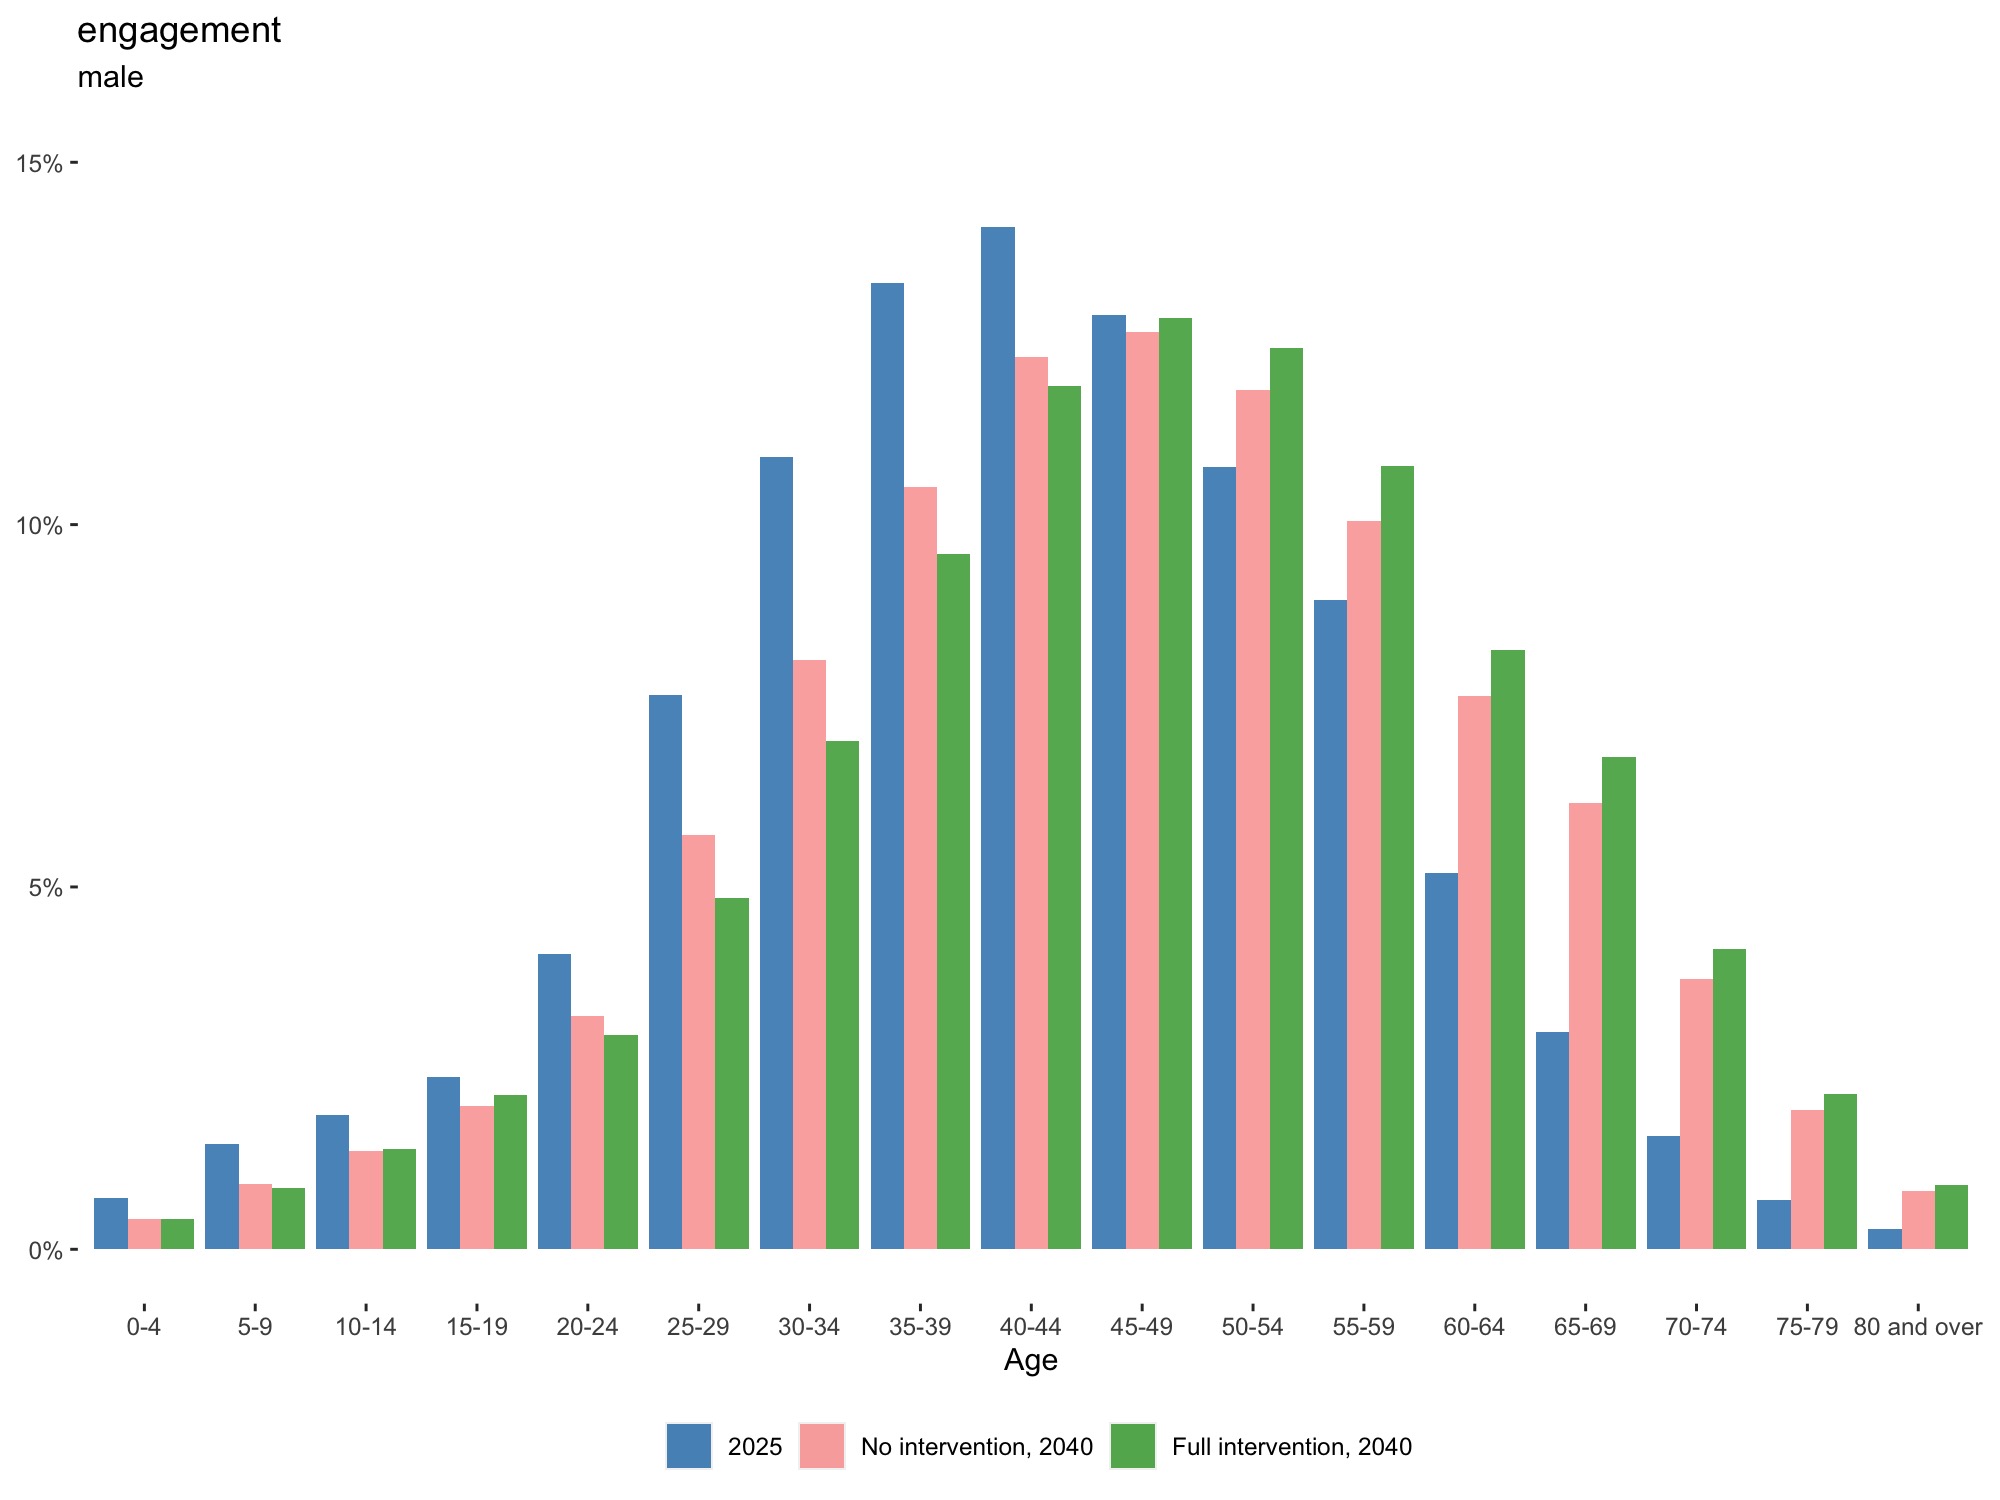 engagement
male
15%
10%
5%
0%
0-4 5-9 10-14 15-19 20-24 25-29 30-34 35-39 40-44 45-49 50-54 55-59 60-64 65-69 70-74 75-79 80 and over
Age
2025 No intervention, 2040 Full intervention, 2040